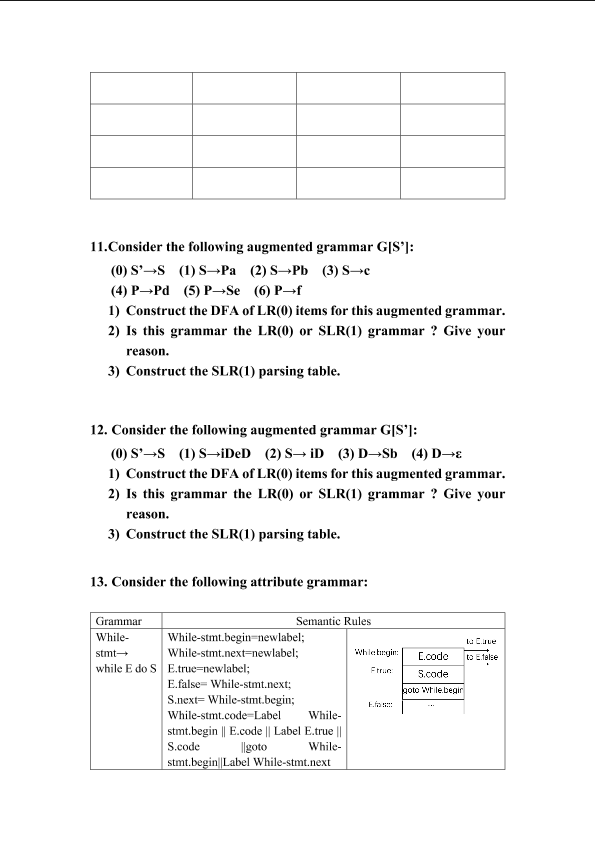 11.Consider the following augmented grammar G[S’]:
(0) S’→S (1) S→Pa (2) S→Pb (3) S→c
(4) P→Pd (5) P→Se (6) P→f
1) Construct the DFA of LR(0) items for this augmented grammar.
2) Is this grammar the LR(0) or SLR(1) grammar ? Give your
reason.
3) Construct the SLR(1) parsing table.
12. Consider the following augmented grammar G[S’]:
(0) S’→S (1) S→iDeD (2) S→ iD (3) D→Sb (4) D→ε
1) Construct the DFA of LR(0) items for this augmented grammar.
2) Is this grammar the LR(0) or SLR(1) grammar ? Give your
reason.
3) Construct the SLR(1) parsing table.
13. Consider the following attribute grammar:
Grammar
Semantic Rules
While-
stmt→
while E do S
While-stmt.begin=newlabel;
While-stmt.next=newlabel;
E.true=newlabel;
E.false= While-stmt.next;
S.next= While-stmt.begin;
While-stmt.code=Label While-
stmt.begin || E.code || Label E.true ||
S.code ||goto While-
stmt.begin||Label While-stmt.next
to E.true
While.begin:
E.code
to E.false
E.true:
S.code
goto While.begin
E.false:
...